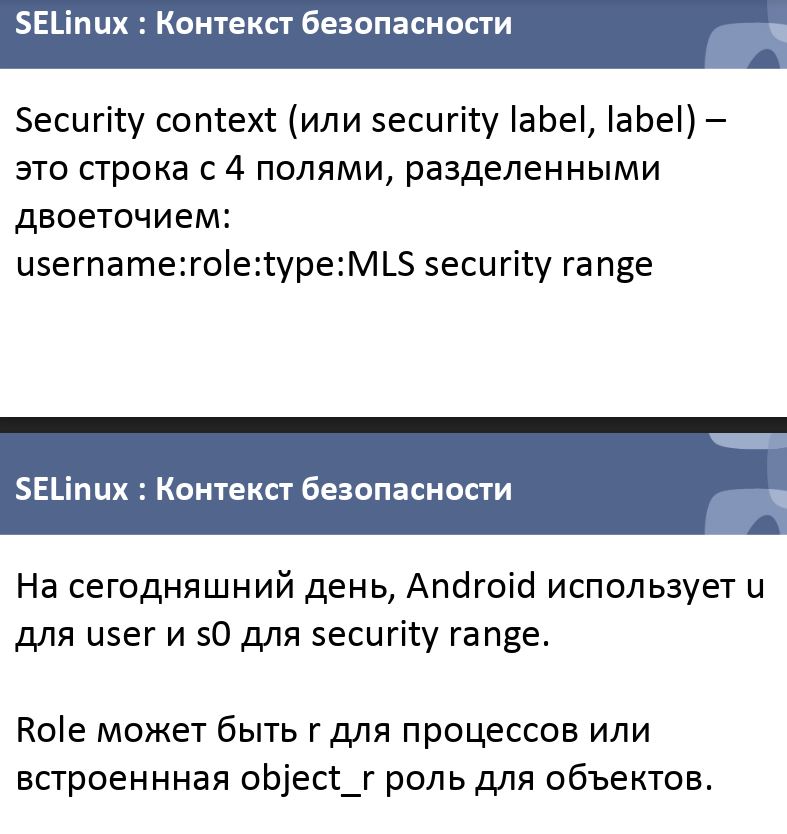 SELinux : Контекст безопасности
Security context (или security label, label) –
это строка с 4 полями, разделенными
двоеточием:
username:role:type:MLS security range
SELinux : Контекст безопасности
На сегодняшний день, Android использует u
для user и s0 для security range.
Role может быть r для процессов или
встроеннная object_r роль для объектов.